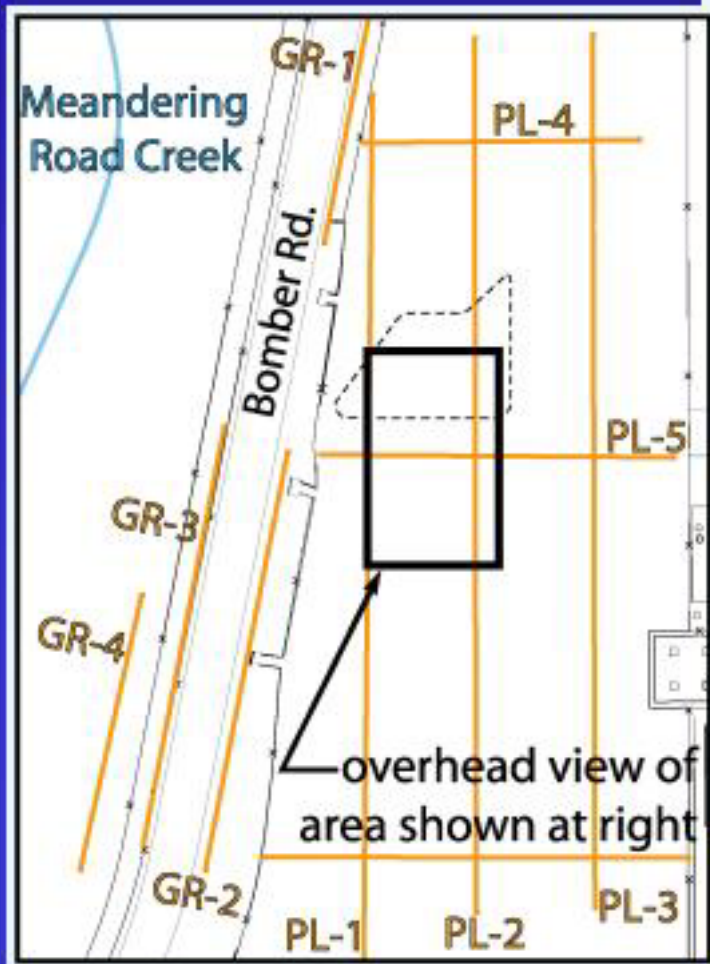 GR-1
Meandering
Road Creek
PL-4
Bomber Rd.
PL-5
GR-3
GR-4
overhead view of
area shown at right
GR-2
PL-1
PL-2
PL-3